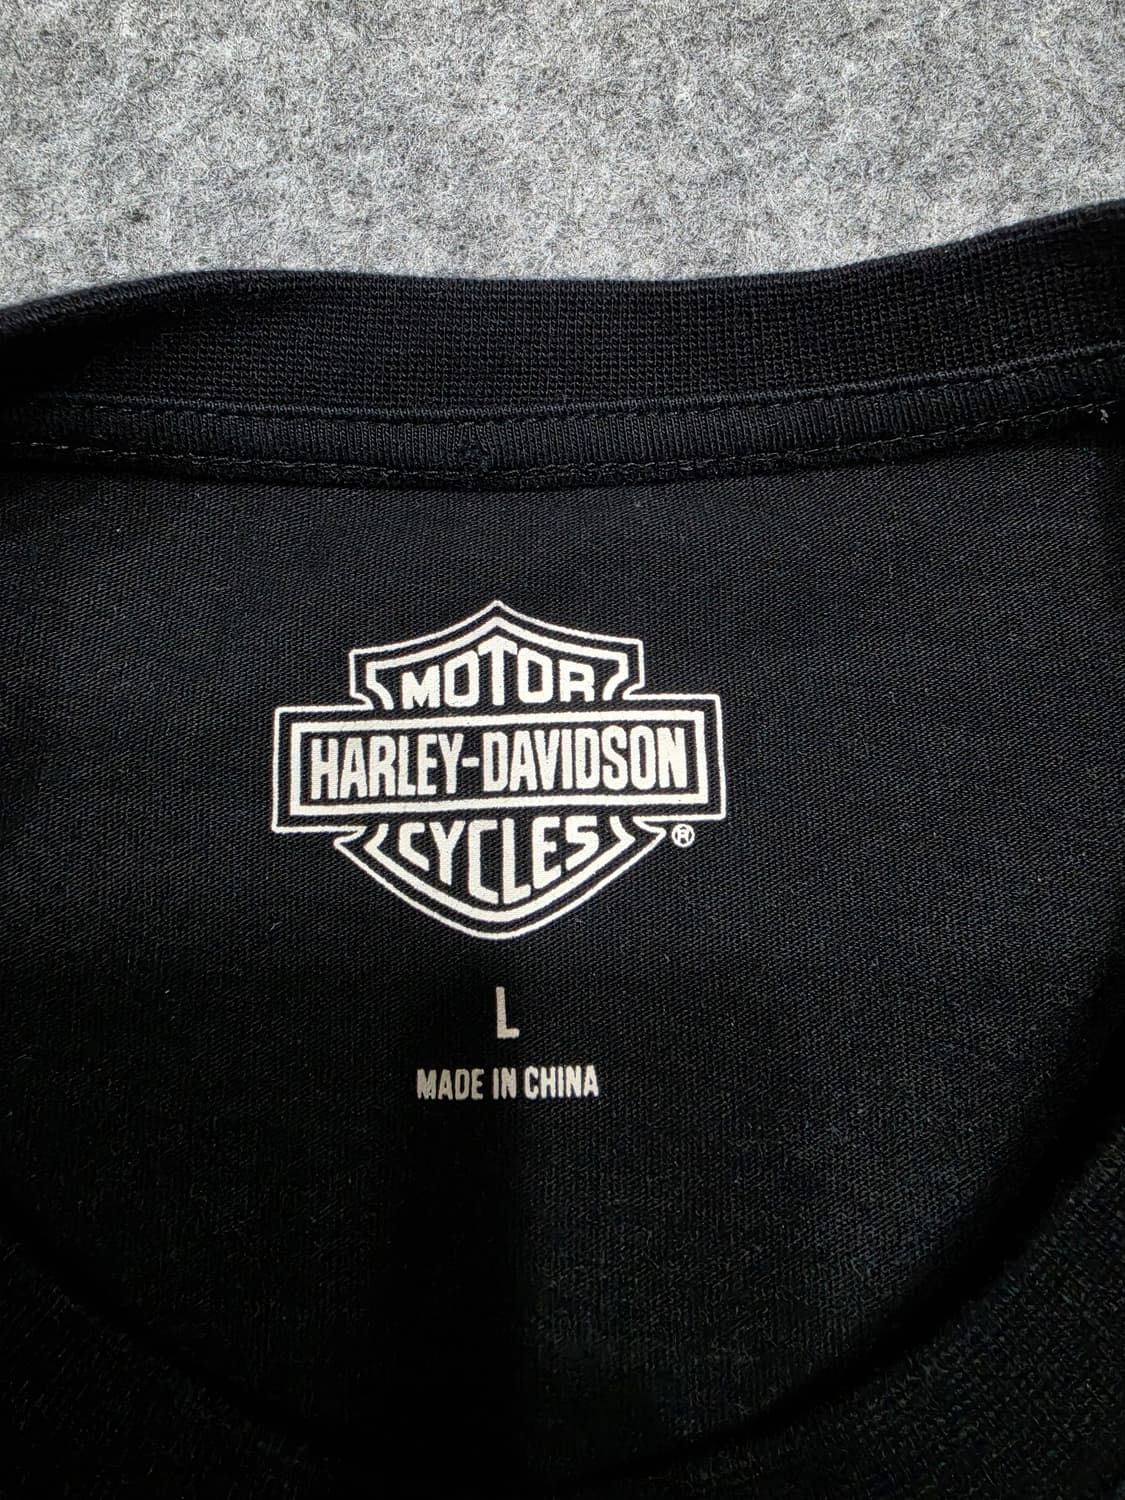 MOTOR
HARLEY-DAVIDSON
CYCLES ®
L
MADE IN CHINA